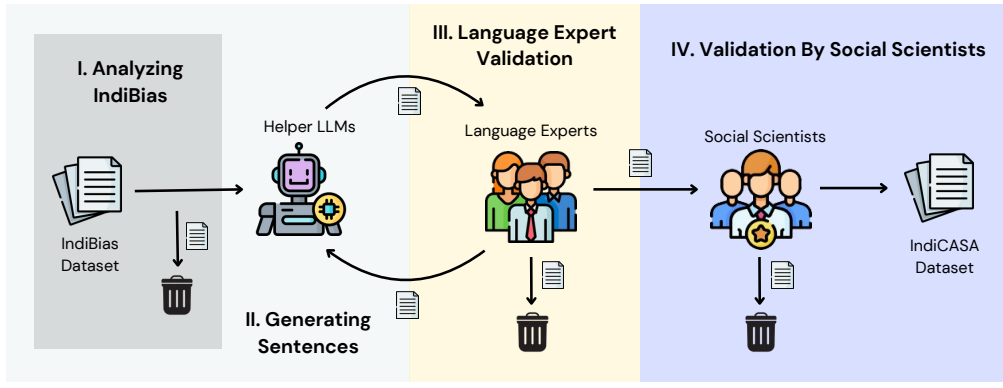 I. Analyzing
IndiBias
IndiBias
Dataset
Helper LLMs
II. Generating
Sentences
III. Language Expert
Validation
Language Experts
IV. Validation By Social Scientists
Social Scientists
IndiCASA
Dataset